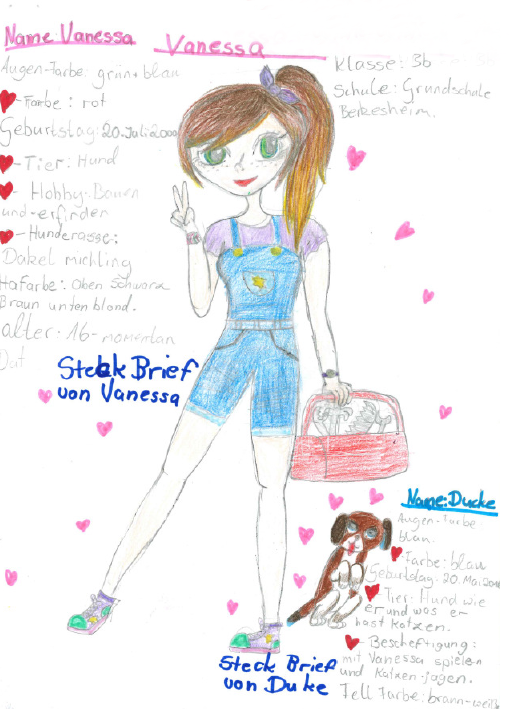 Name: Vanessa
Vanessa
Augen-Farbe: grün + blau
- Farbe: rot
Geburtstag: 20. Juli 2000
- Tier: Hund
- Hobby: Bauen
und-erfinden
- Hunderasse:
Dakel michling
Hafarbe: oben Schwarz
Braun unten blond.
alter: 16-momentan
Klasse: 3b
Schule: Grundschule
Berkesheim.
Steck Brief
von Vanessa
Name: Ducke
Augen-Farbe
blau.
Farbe: blau
Geburtstag: 20. Mai
- Tier: Hund wie
er und was er
hast Katzen.
- Bescheftigung:
mit Vanessa spielen
und Katzen-jagen.
Fell Farbe: braun-weiß
Steck Brief
von Duke